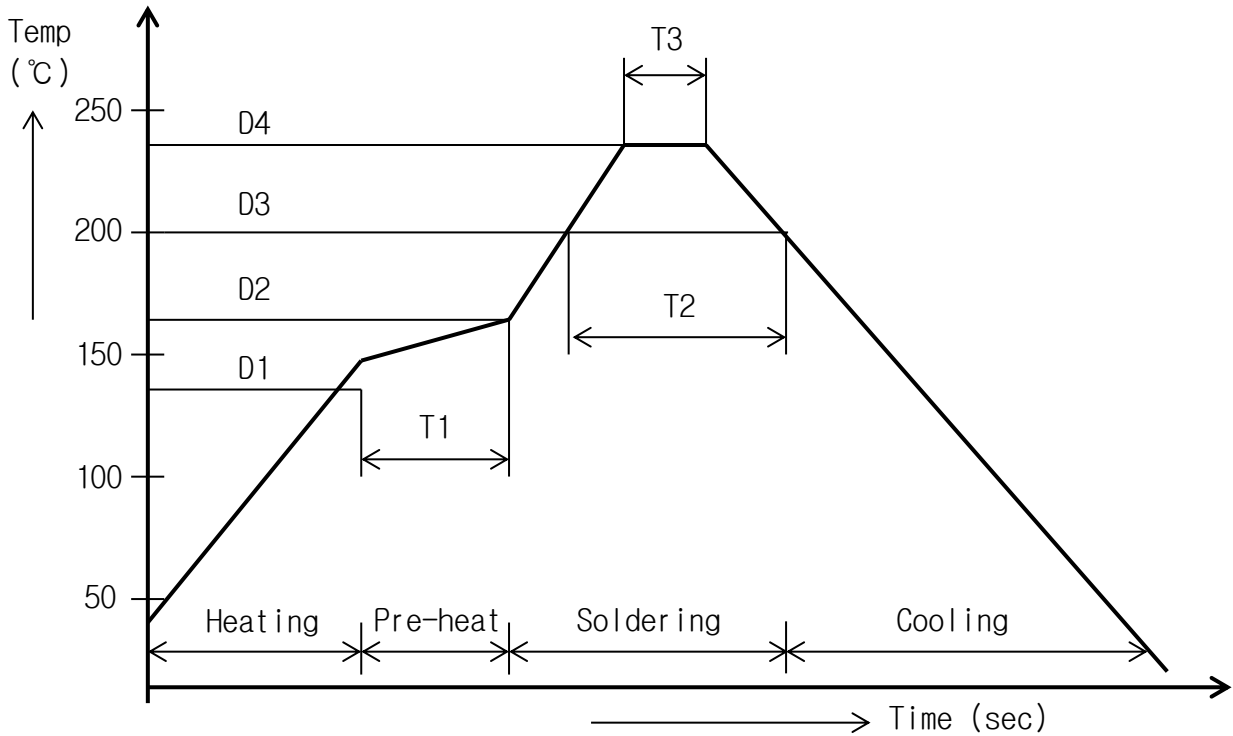 Temp
(℃)
T3
250
D4
D3
200
D2
T2
150
D1
T1
100
50
Heating
Pre-heat
Soldering
Cooling
Time (sec)